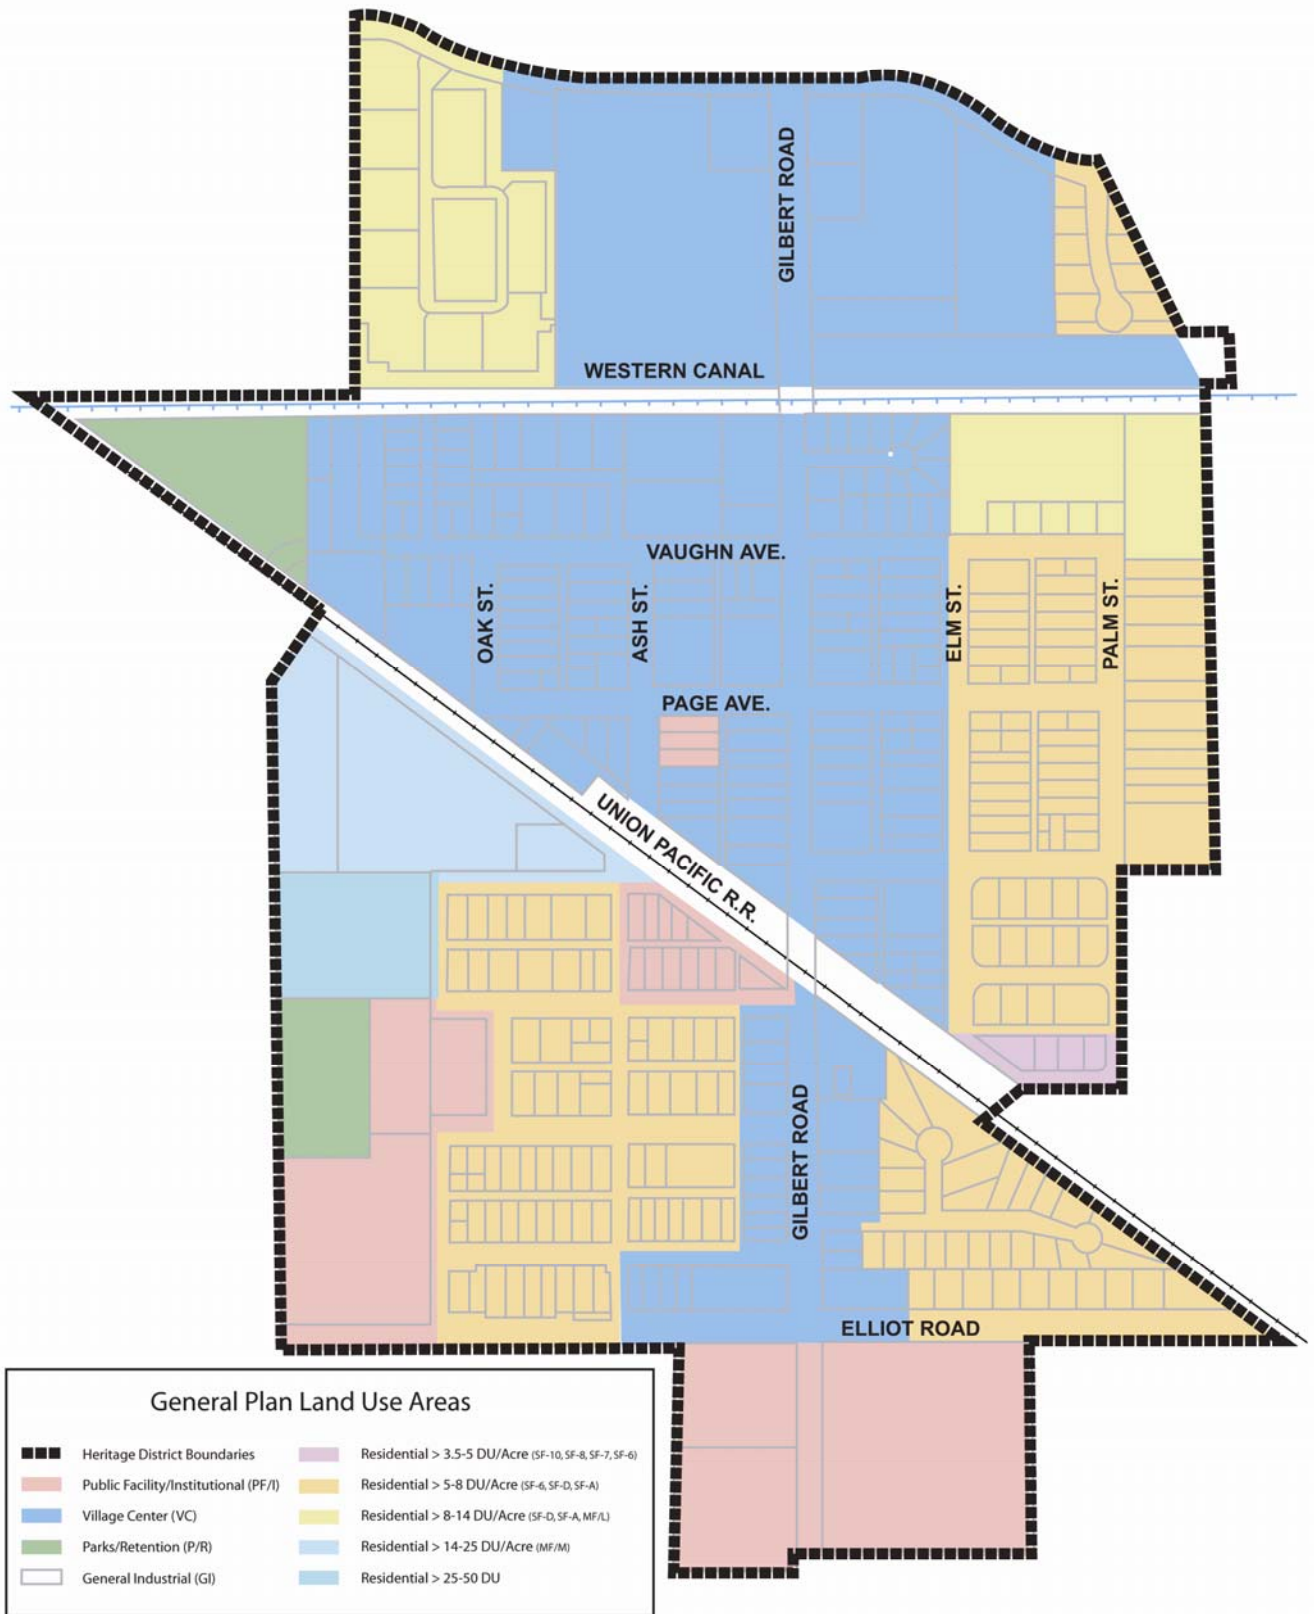 GILBERT ROAD
WESTERN CANAL
VAUGHN AVE.
OAK ST.
ASH ST.
ELM ST.
PALM ST.
PAGE AVE.
UNION PACIFIC R.R.
GILBERT ROAD
ELLIOT ROAD
General Plan Land Use Areas
Heritage District Boundaries
Public Facility/Institutional (PF/I)
Village Center (VC)
Parks/Retention (P/R)
General Industrial (GI)
Residential > 3.5-5 DU/Acre (SF-10, SF-8, SF-7, SF-6)
Residential > 5-8 DU/Acre (SF-6, SF-D, SF-A)
Residential > 8-14 DU/Acre (SF-D, SF-A, MF/L)
Residential > 14-25 DU/Acre (MF/M)
Residential > 25-50 DU